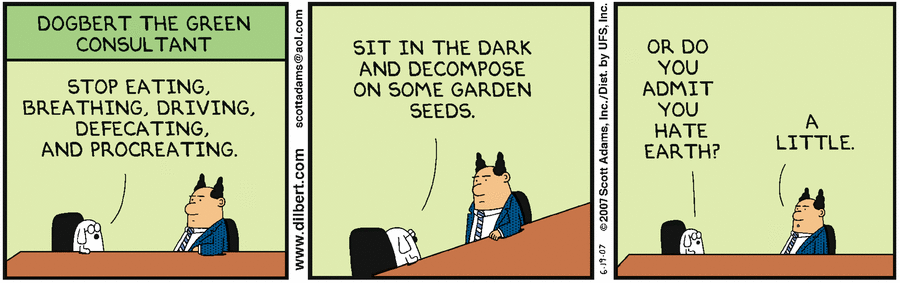 DOGBERT THE GREEN
CONSULTANT
STOP EATING,
BREATHING, DRIVING,
DEFECATING,
AND PROCREATING.
www.dilbert.com scottadams@aol.com
SIT IN THE DARK
AND DECOMPOSE
ON SOME GARDEN
SEEDS.
6-19-07 ©2007 Scott Adams, Inc./Dist. by UFS, Inc.
OR DO
YOU
ADMIT
YOU
HATE
EARTH?
A
LITTLE.